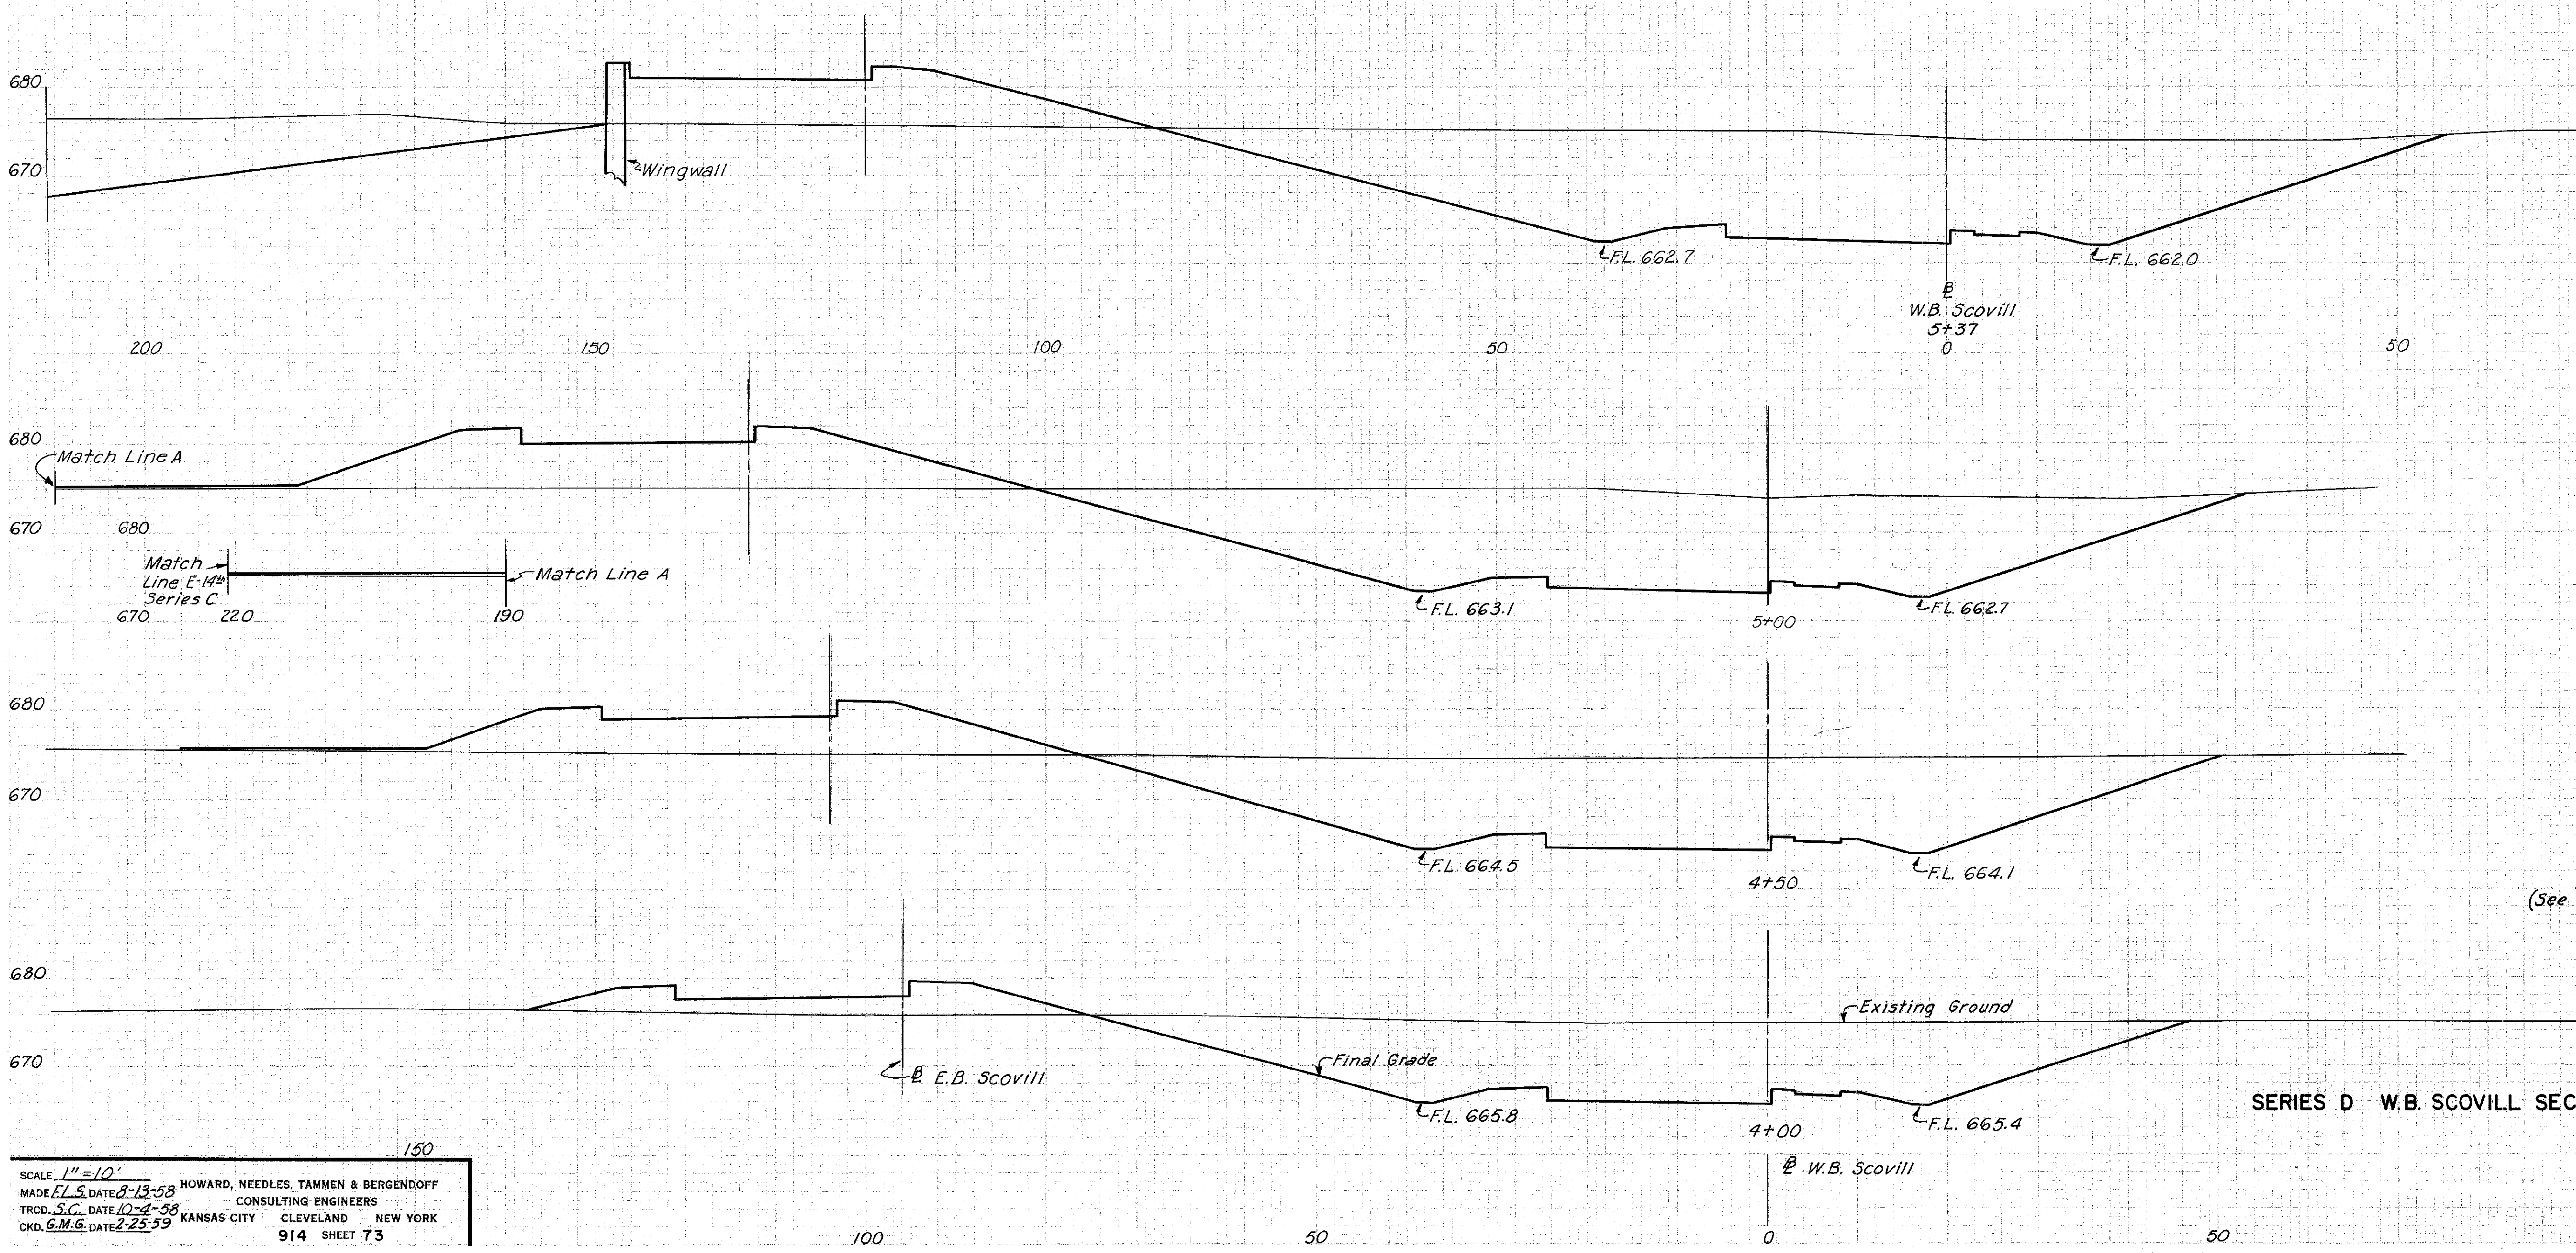 680
670
Wingwall
F.L. 662.7
F.L. 662.0
B
W.B. Scovill
5+37
200 150 100 50 0 50
680
Match Line A
670 680
Match
Line E-14th
Series C
Match Line A
670 220 190
F.L. 663.1
F.L. 662.7
5+00
680
670
F.L. 664.5
F.L. 664.1
4+50
(See
680
Existing Ground
670
Final Grade
B E.B. Scovill
F.L. 665.8
F.L. 665.4
SERIES D W.B. SCOVILL SEC
4+00
B W.B. Scovill
150
100 50 0 50
SCALE 1"=10'
MADE F.L.S. DATE 8-13-58
TRCD. S.C. DATE 10-4-58
CKD. G.M.G. DATE 2-25-59
HOWARD, NEEDLES, TAMMEN & BERGENDOFF
CONSULTING ENGINEERS
KANSAS CITY CLEVELAND NEW YORK
914 SHEET 73